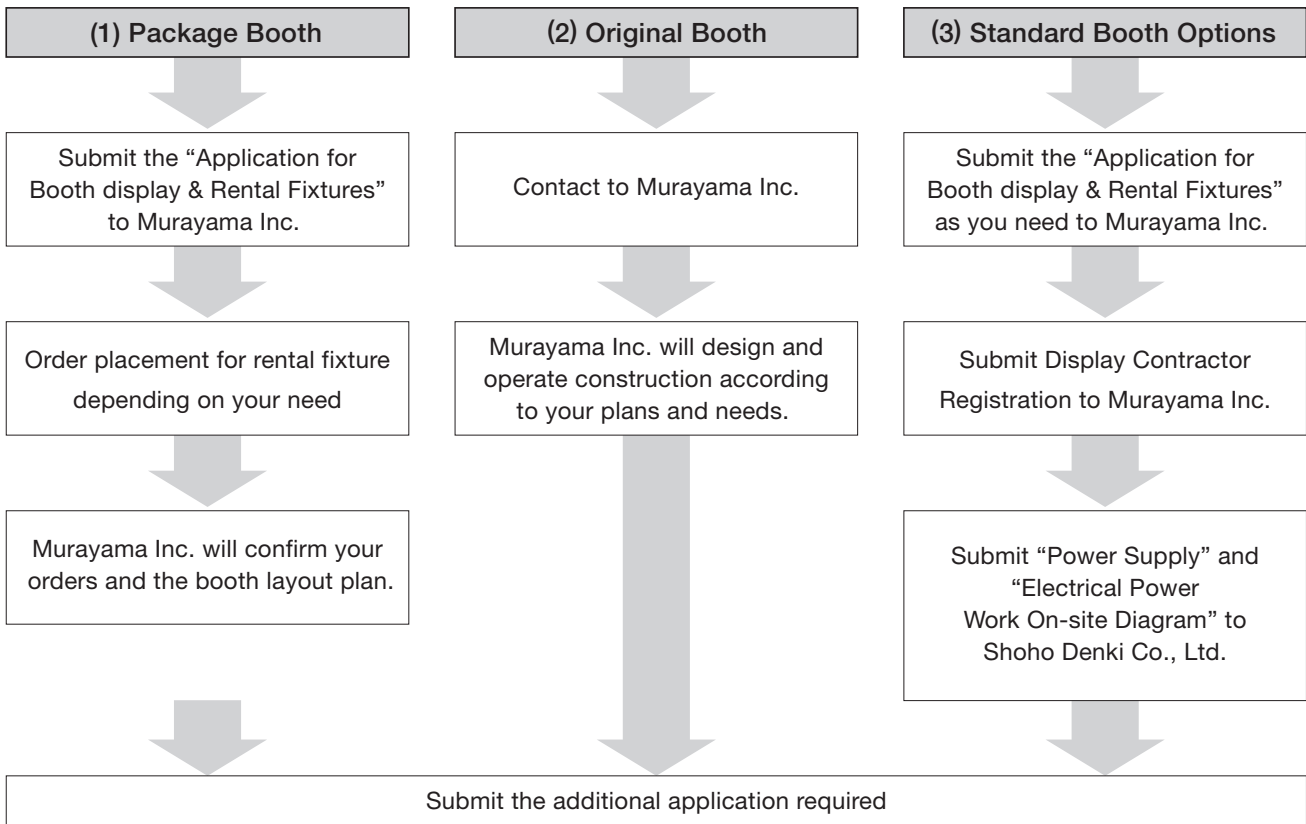 (1) Package Booth
Submit the “Application for
Booth display & Rental Fixtures”
to Murayama Inc.
Order placement for rental fixture
depending on your need
Murayama Inc. will confirm your
orders and the booth layout plan.
(2) Original Booth
Contact to Murayama Inc.
Murayama Inc. will design and
operate construction according
to your plans and needs.
(3) Standard Booth Options
Submit the “Application for
Booth display & Rental Fixtures”
as you need to Murayama Inc.
Submit Display Contractor
Registration to Murayama Inc.
Submit “Power Supply” and
“Electrical Power
Work On-site Diagram” to
Shoho Denki Co., Ltd.
Submit the additional application required